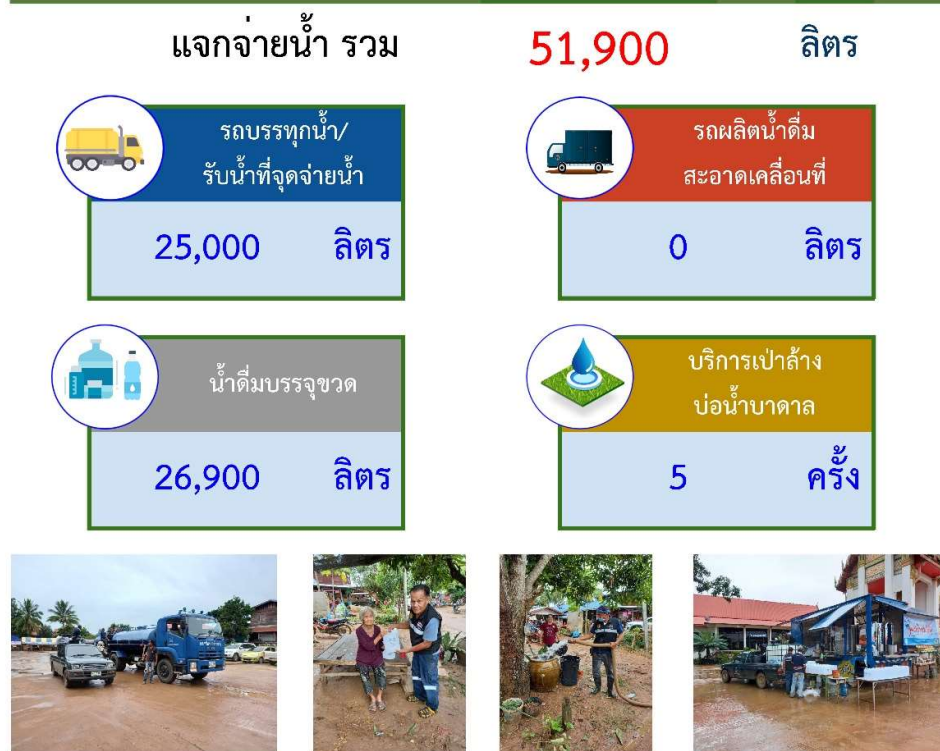 แจกจ่ายน้ำ รวม 51,900 ลิตร
รถบรรทุกน้ำ/
รับน้ำที่จุดจ่ายน้ำ
25,000 ลิตร
รถผลิตน้ำดื่ม
สะอาดเคลื่อนที่
0 ลิตร
น้ำดื่มบรรจุขวด
26,900 ลิตร
บริการเป่าล้าง
บ่อน้ำบาดาล
5 ครั้ง